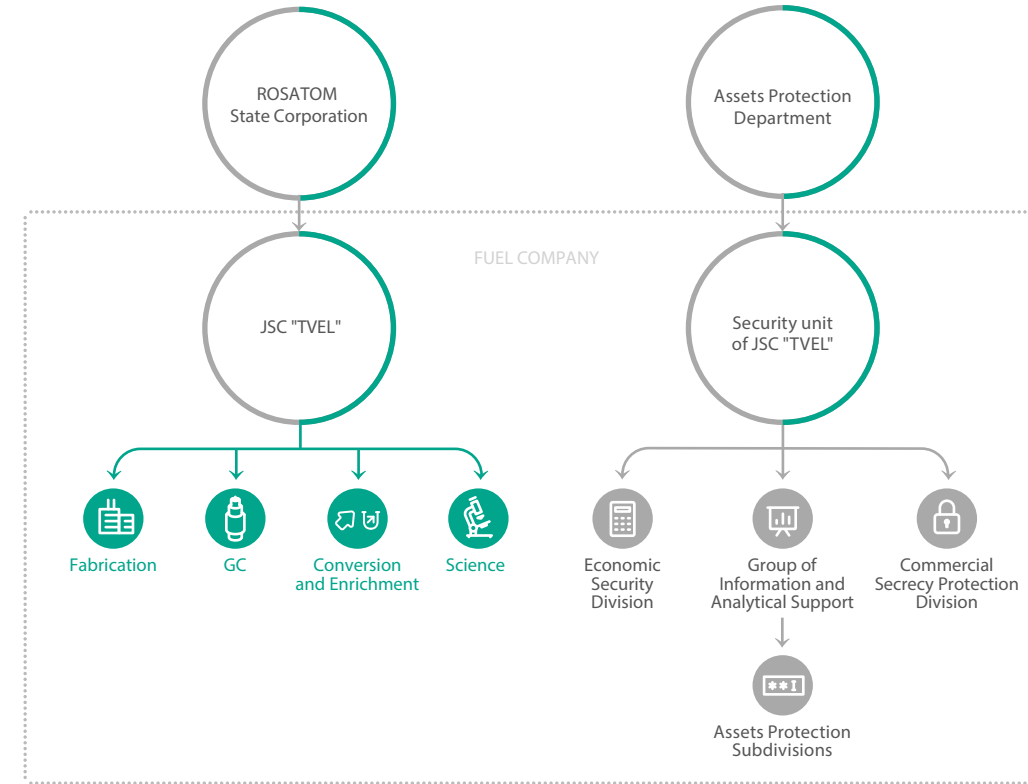 ROSATOM
State Corporation
Assets Protection
Department
FUEL COMPANY
JSC "TVEL"
Security unit
of JSC "TVEL"
Fabrication
GC
Conversion
and Enrichment
Science
Economic
Security
Division
Group of
Information and
Analytical Support
Commercial
Secrecy Protection
Division
**I
Assets Protection
Subdivisions